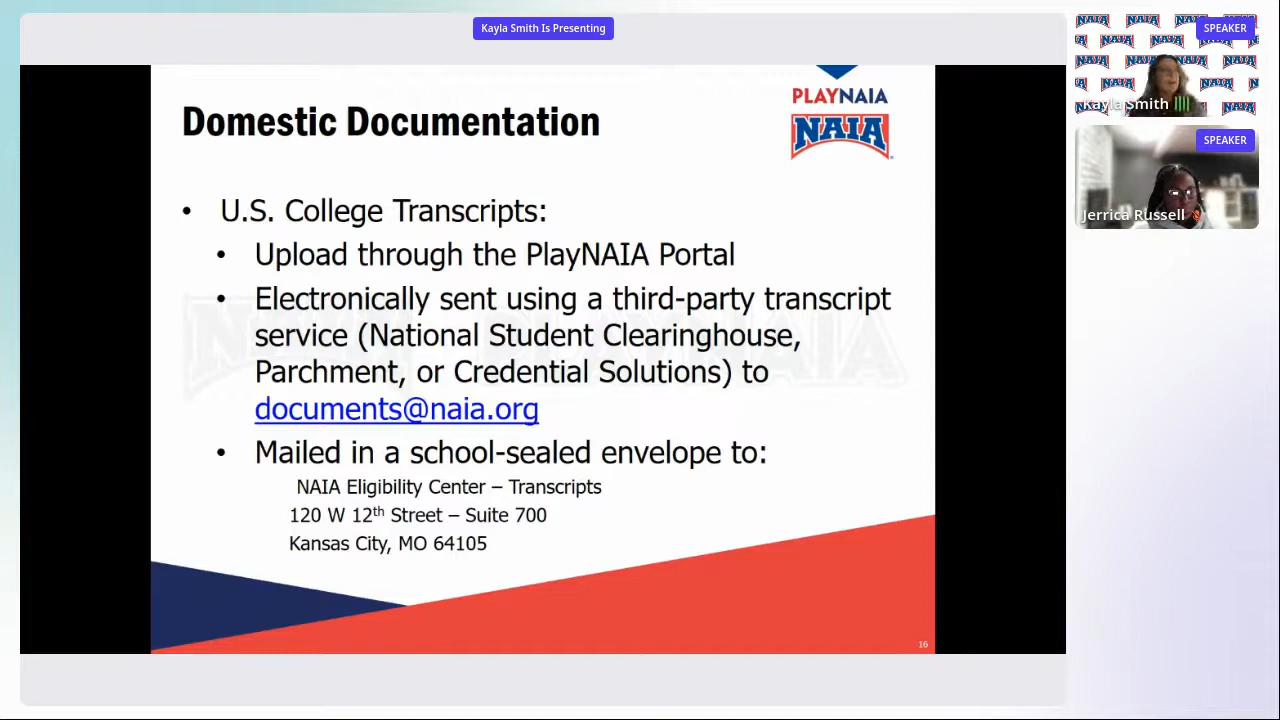 Kayla Smith Is Presenting
Domestic Documentation
PLAYNAIA
NAIA
• U.S. College Transcripts:
• Upload through the PlayNAIA Portal
• Electronically sent using a third-party transcript
service (National Student Clearinghouse,
Parchment, or Credential Solutions) to
documents@naia.org
• Mailed in a school-sealed envelope to:
NAIA Eligibility Center – Transcripts
120 W 12th Street – Suite 700
Kansas City, MO 64105
16
SPEAKER
Kayla Smith
SPEAKER
Jerrica Russell